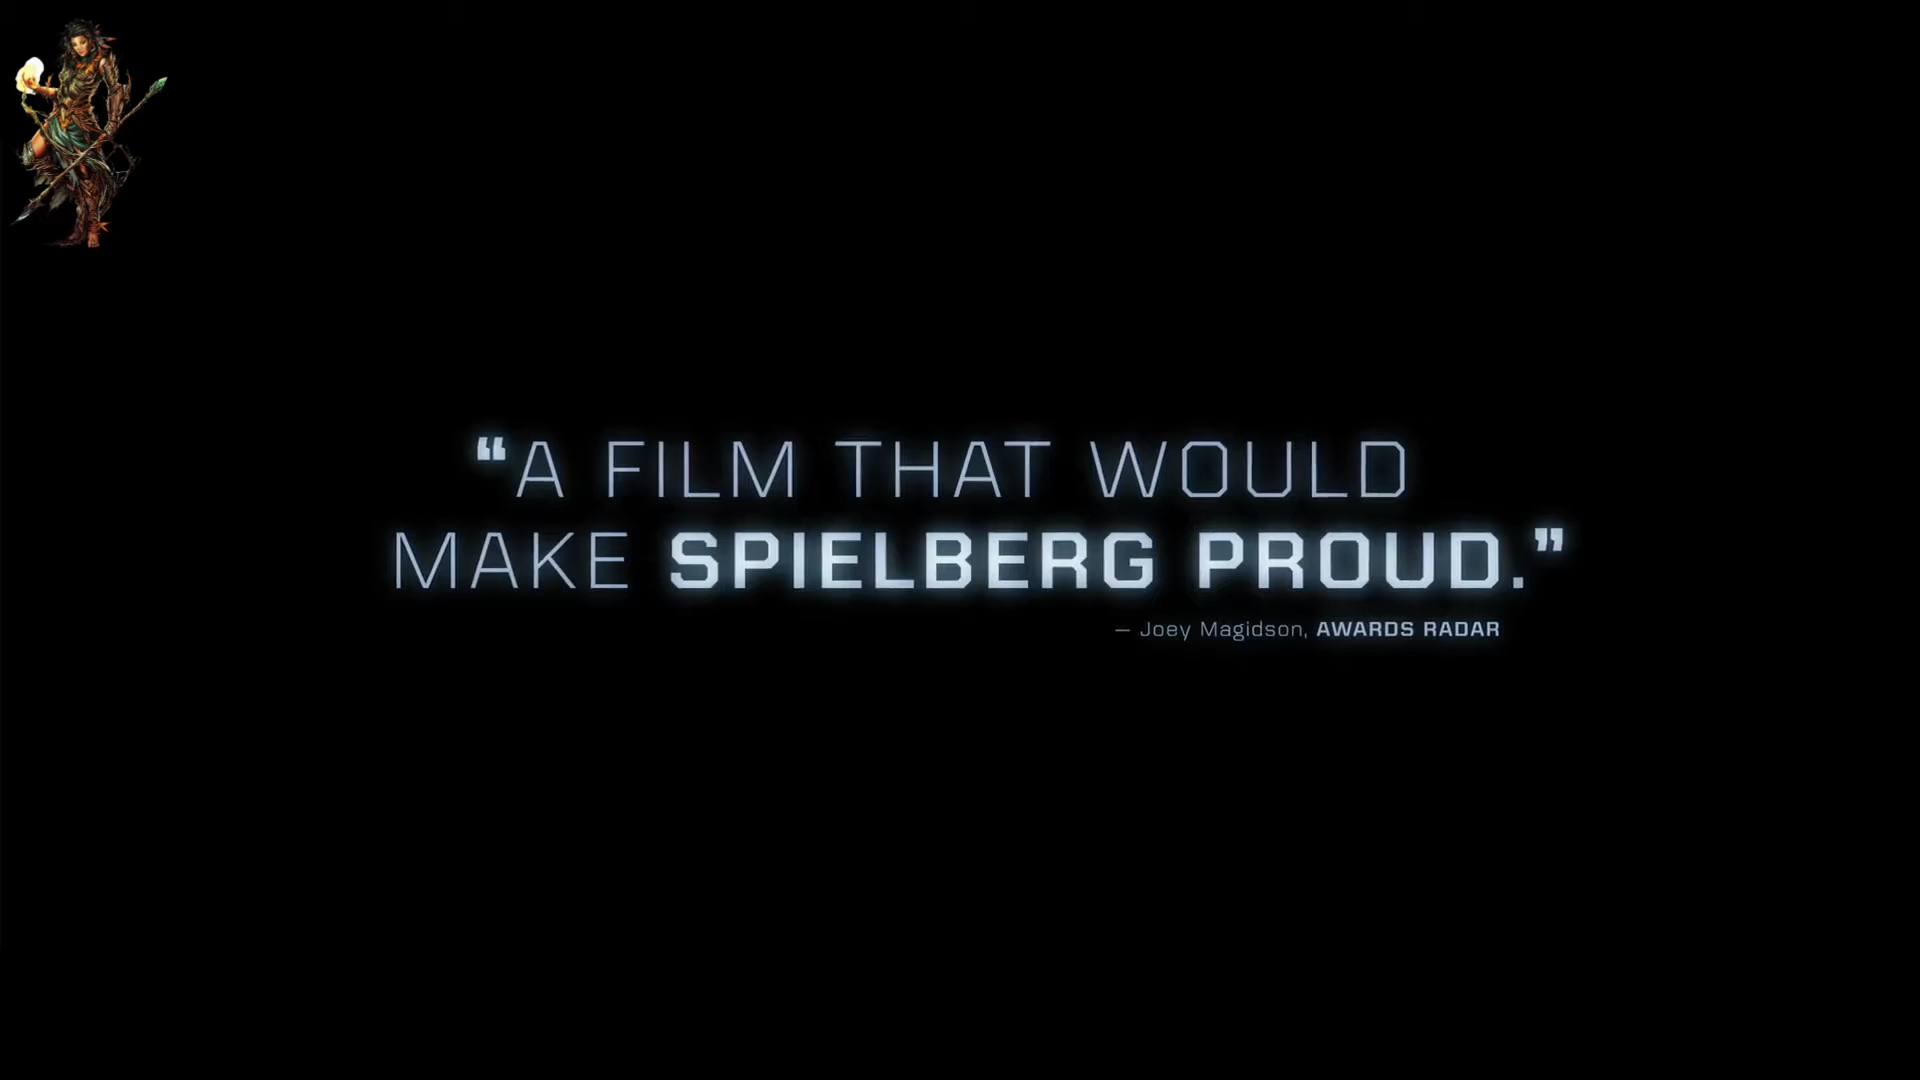 “A FILM THAT WOULD
MAKE SPIELBERG PROUD.”
– Joey Magidson, AWARDS RADAR